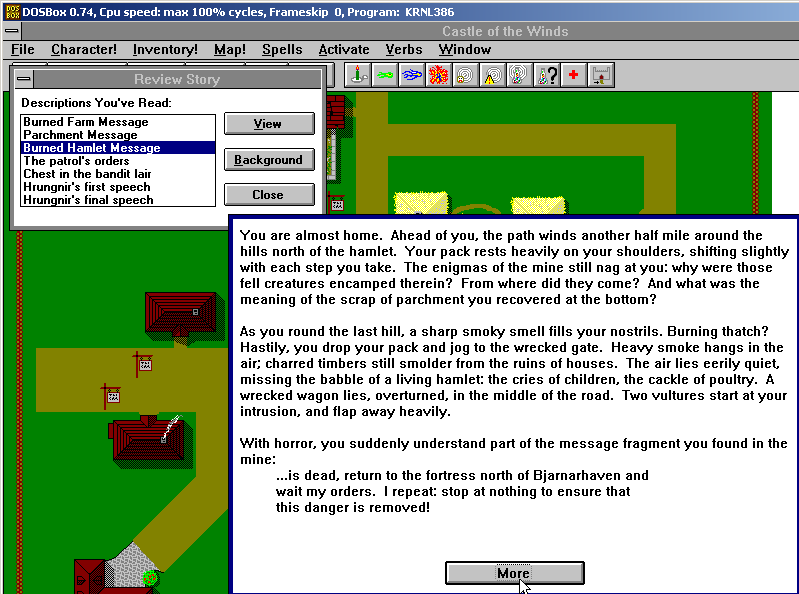 DOSBox 0.74, Cpu speed: max 100% cycles, Frameskip 0, Program: KRNL386
Castle of the Winds
File Character! Inventory! Map! Spells Activate Verbs Window
Review Story
Descriptions You've Read:
Burned Farm Message
Parchment Message
Burned Hamlet Message
The patrol's orders
Chest in the bandit lair
Hrungnir's first speech
Hrungnir's final speech
View
Background
Close
You are almost home. Ahead of you, the path winds another half mile around the
hills north of the hamlet. Your pack rests heavily on your shoulders, shifting slightly
with each step you take. The enigmas of the mine still nag at you: why were those
fell creatures encamped therein? From where did they come? And what was the
meaning of the scrap of parchment you recovered at the bottom?
As you round the last hill, a sharp smoky smell fills your nostrils. Burning thatch?
Hastily, you drop your pack and jog to the wrecked gate. Heavy smoke hangs in the
air; charred timbers still smolder from the ruins of houses. The air lies eerily quiet,
missing the babble of a living hamlet: the cries of children, the cackle of poultry. A
wrecked wagon lies, overturned, in the middle of the road. Two vultures start at your
intrusion, and flap away heavily.
With horror, you suddenly understand part of the message fragment you found in the
mine:
...is dead, return to the fortress north of Bjarnarhaven and
wait my orders. I repeat: stop at nothing to ensure that
this danger is removed!
More